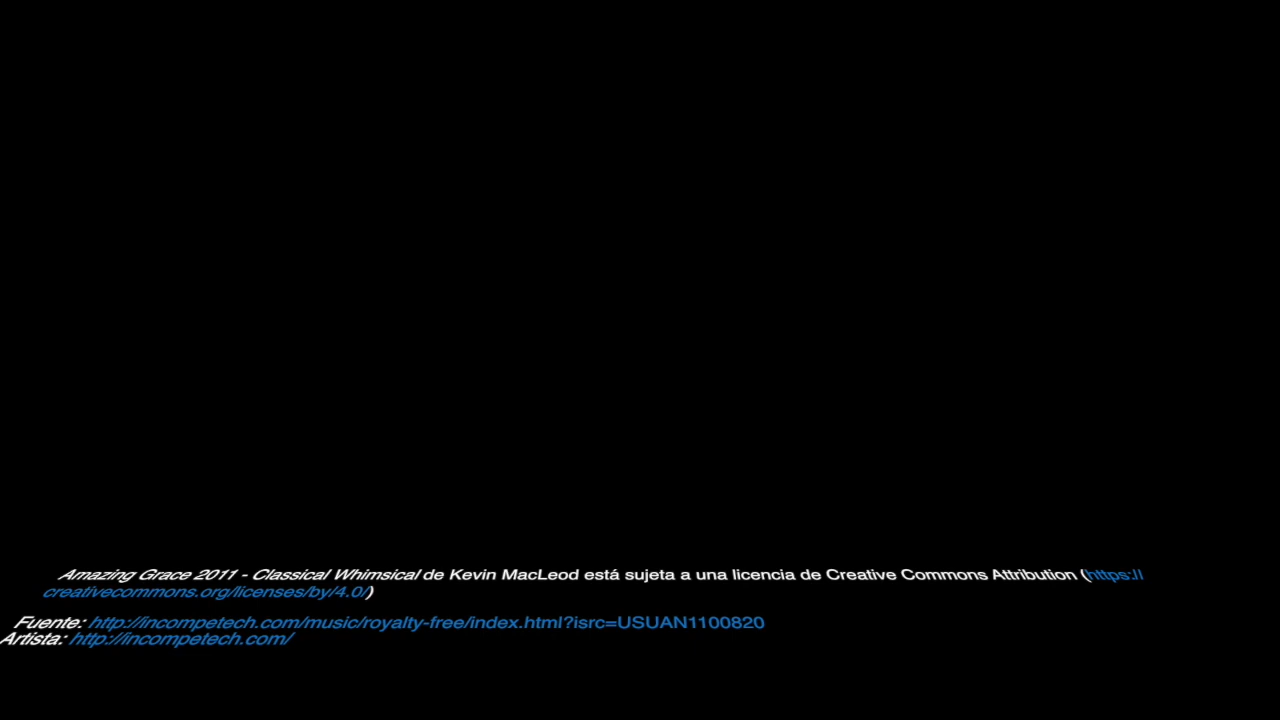 Amazing Grace 2011 - Classical Whimsical de Kevin MacLeod está sujeta a una licencia de Creative Commons Attribution (https://
creativecommons.org/licenses/by/4.0/)
Fuente: http://incompetech.com/music/royalty-free/index.html?isrc=USUAN1100820
Artista: http://incompetech.com/